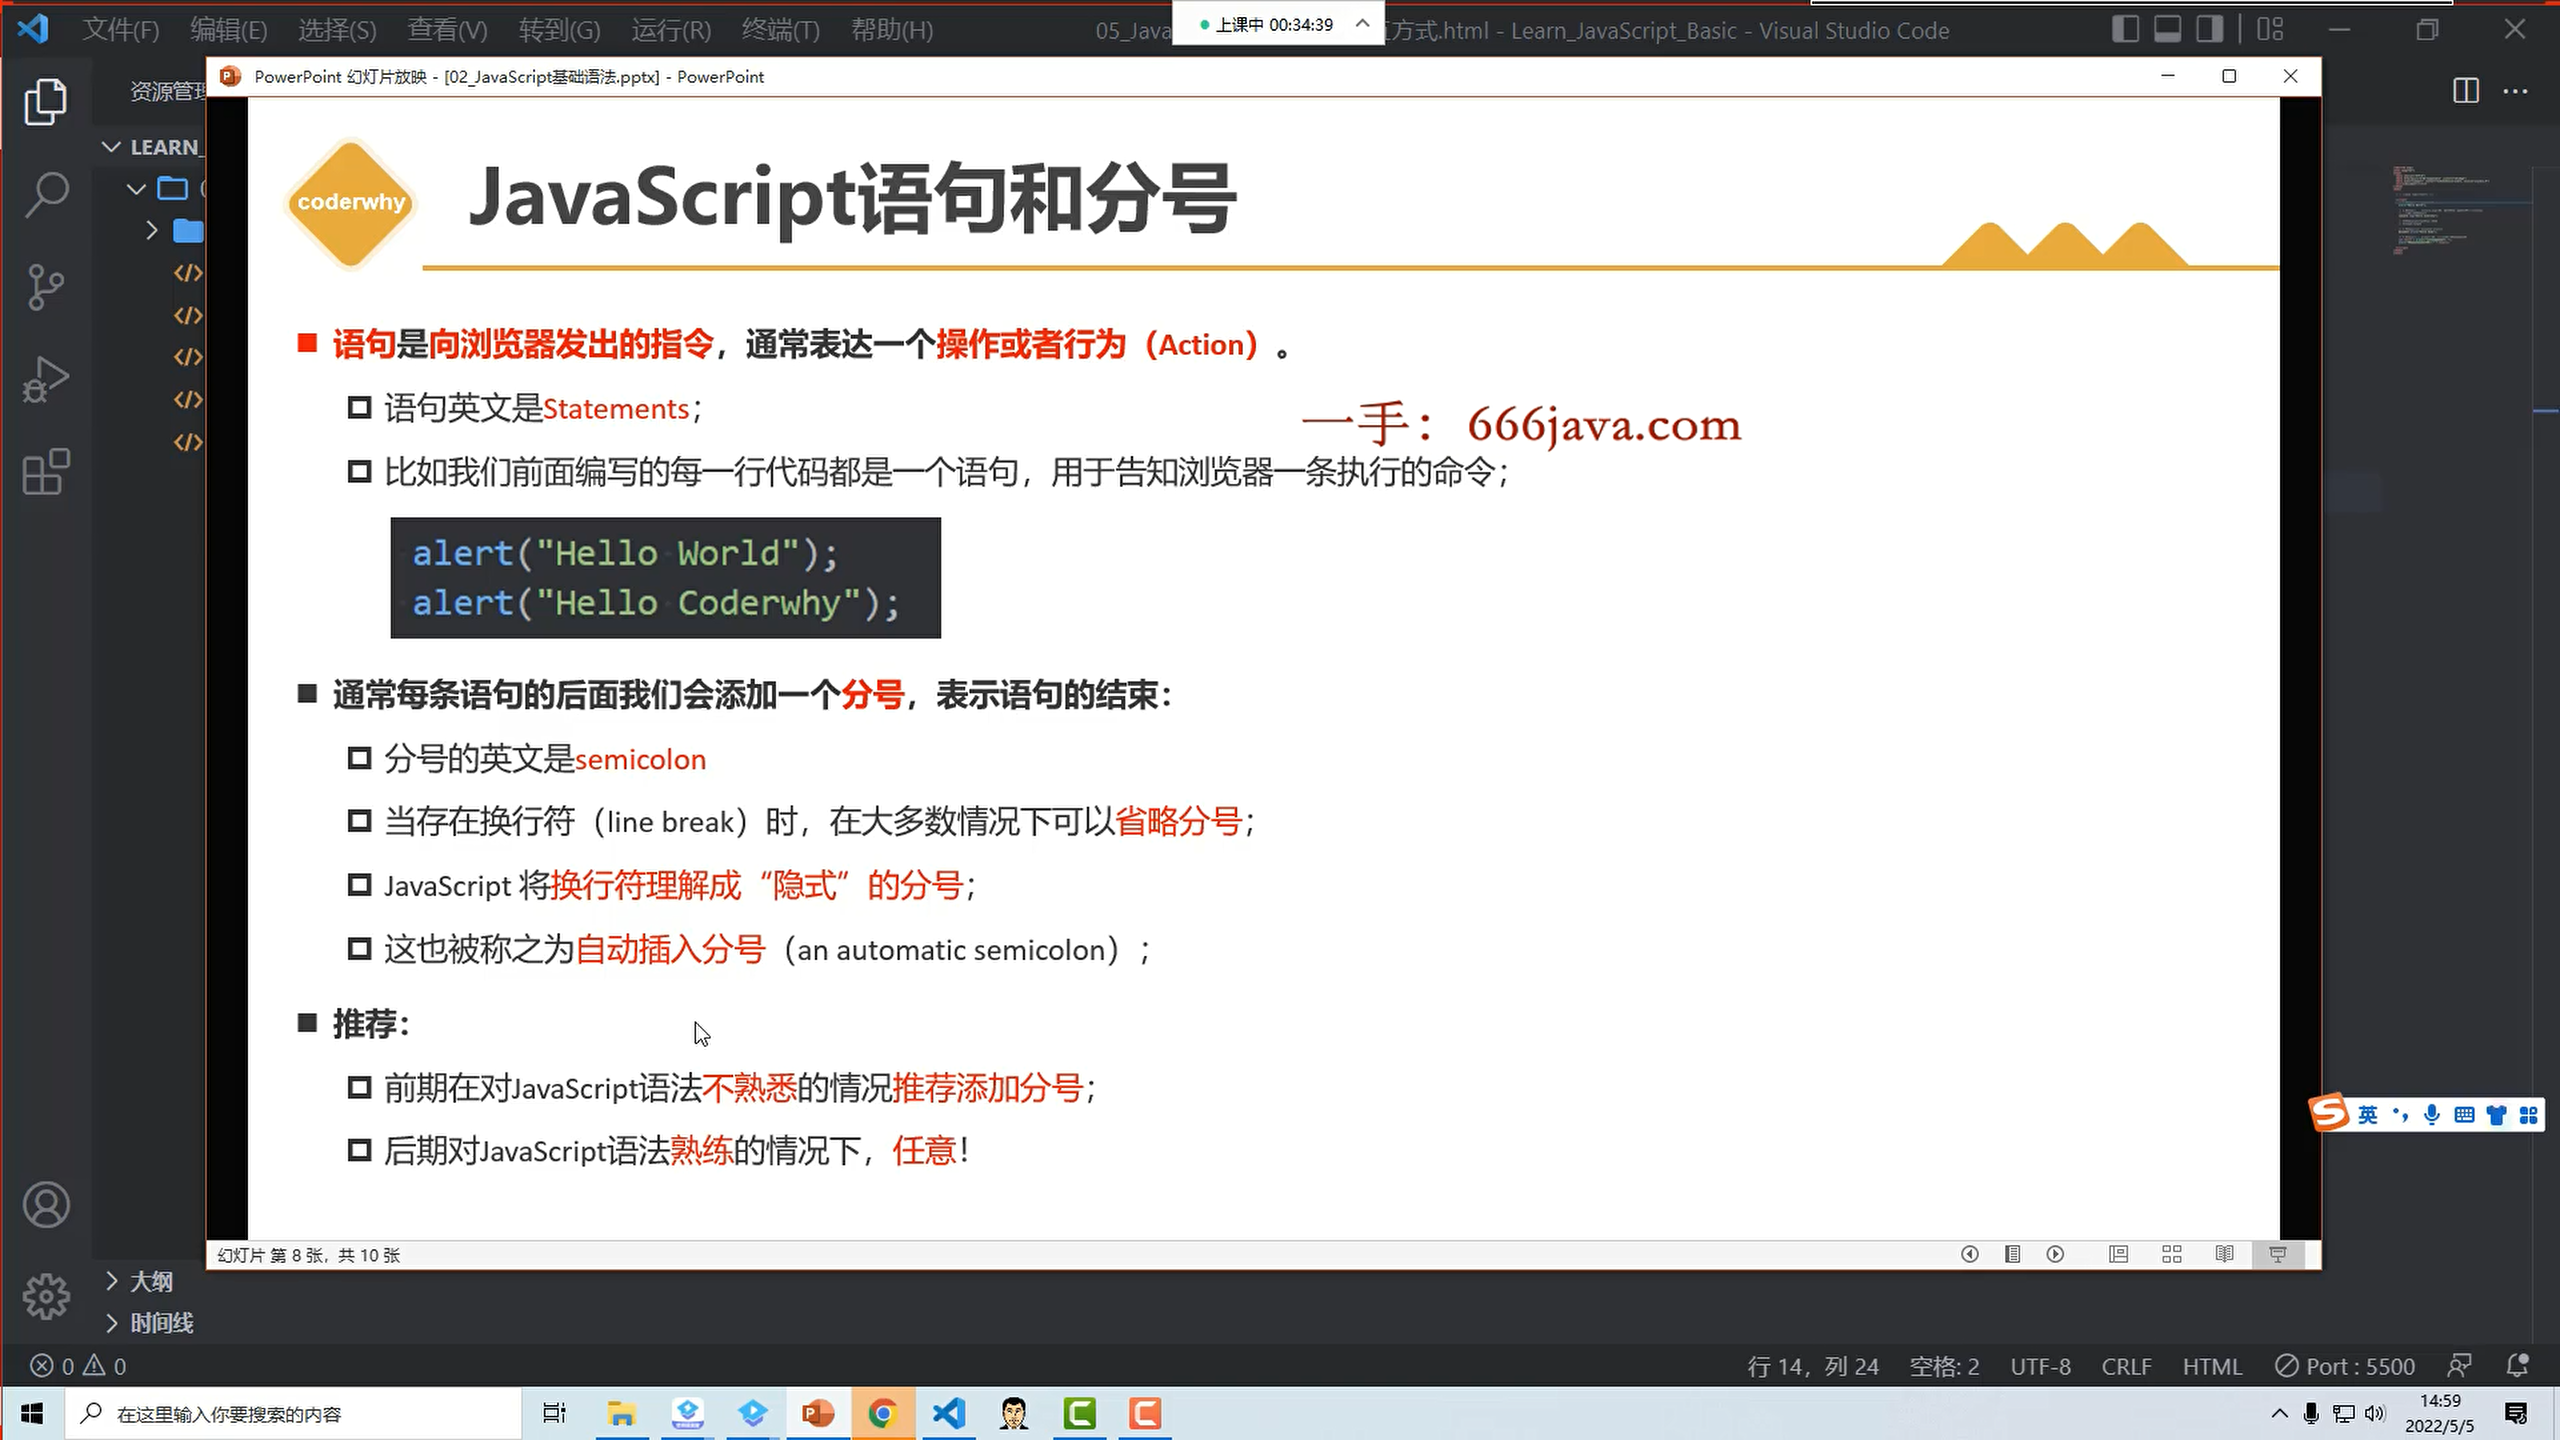 文件(F) 编辑(E) 选择(S) 查看(V) 转到(G) 运行(R) 终端(T) 帮助(H)
上课中 00:34:39
05_Java
方式.html - Learn_JavaScript_Basic - Visual Studio Code
资源管理
PowerPoint 幻灯片放映 - [02_JavaScript基础语法.pptx] - PowerPoint
LEARN_
coderwhy
JavaScript语句和分号
语句是向浏览器发出的指令，通常表达一个操作或者行为（Action）。
语句英文是Statements；
一手：666java.com
比如我们前面编写的每一行代码都是一个语句，用于告知浏览器一条执行的命令；
alert("Hello World");
alert("Hello Coderwhy");
通常每条语句的后面我们会添加一个分号，表示语句的结束：
分号的英文是semicolon
当存在换行符（line break）时，在大多数情况下可以省略分号；
JavaScript 将换行符理解成“隐式”的分号；
这也被称之为自动插入分号（an automatic semicolon）；
推荐：
前期在对JavaScript语法不熟悉的情况推荐添加分号；
后期对JavaScript语法熟练的情况下，任意！
英
幻灯片 第 8 张，共 10 张
大纲
时间线
0 0
行 14，列 24 空格: 2 UTF-8 CRLF HTML Port : 5500
在这里输入你要搜索的内容
14:59
2022/5/5